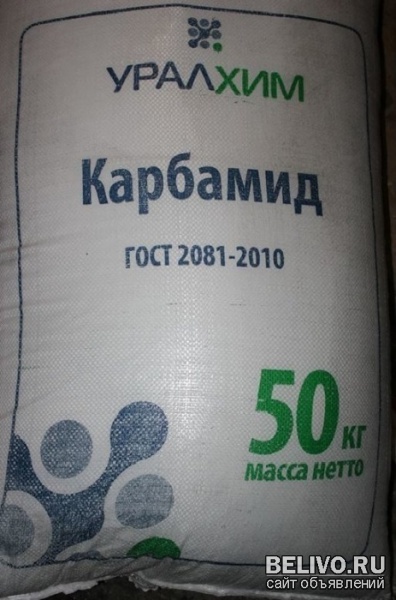 УРАЛХИМ
Карбамид
ГОСТ 2081-2010
50 кг
масса нетто
BELIVO.RU
сайт объявлений